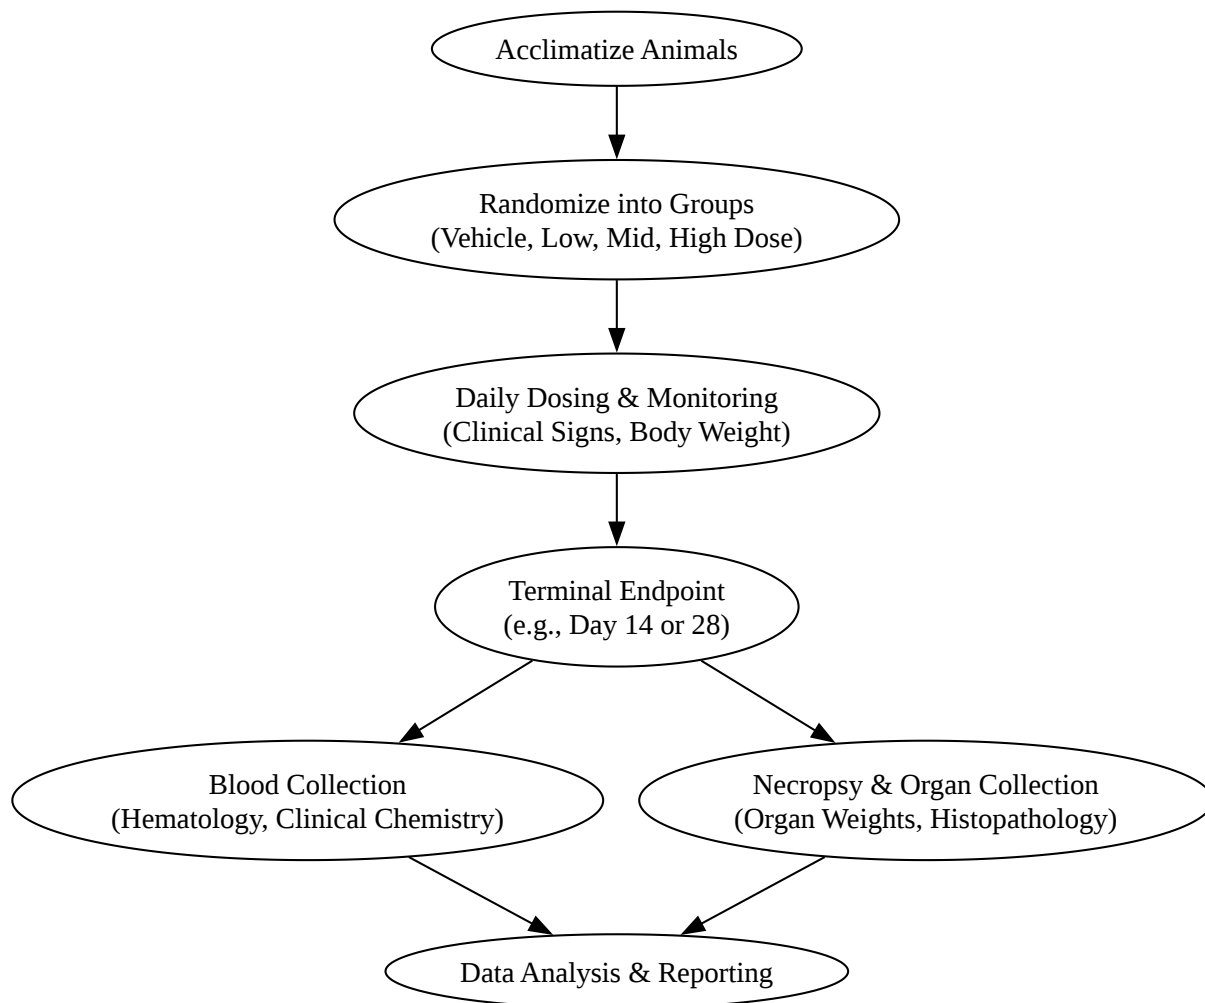 Acclimatize Animals
Randomize into Groups
(Vehicle, Low, Mid, High Dose)
Daily Dosing & Monitoring
(Clinical Signs, Body Weight)
Terminal Endpoint
(e.g., Day 14 or 28)
Blood Collection
(Hematology, Clinical Chemistry)
Necropsy & Organ Collection
(Organ Weights, Histopathology)
Data Analysis & Reporting